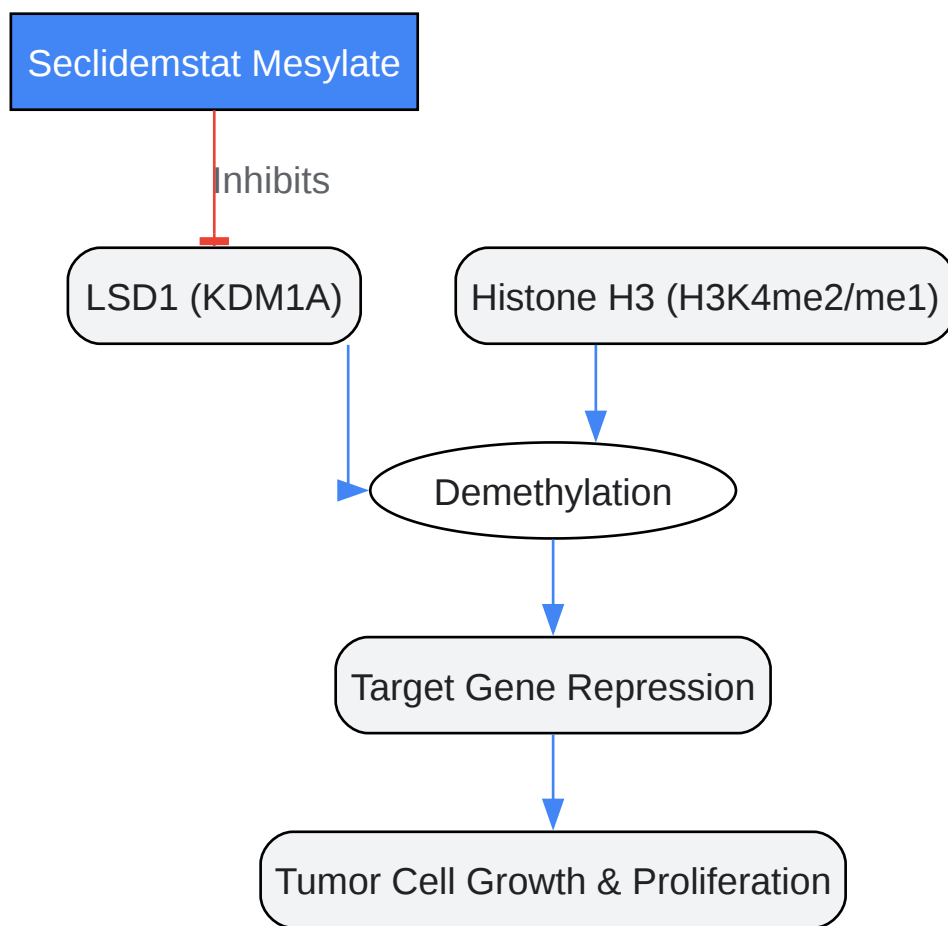 Seclidemstat Mesylate
Inhibits
LSD1 (KDM1A)
Histone H3 (H3K4me2/me1)
Demethylation
Target Gene Repression
Tumor Cell Growth & Proliferation